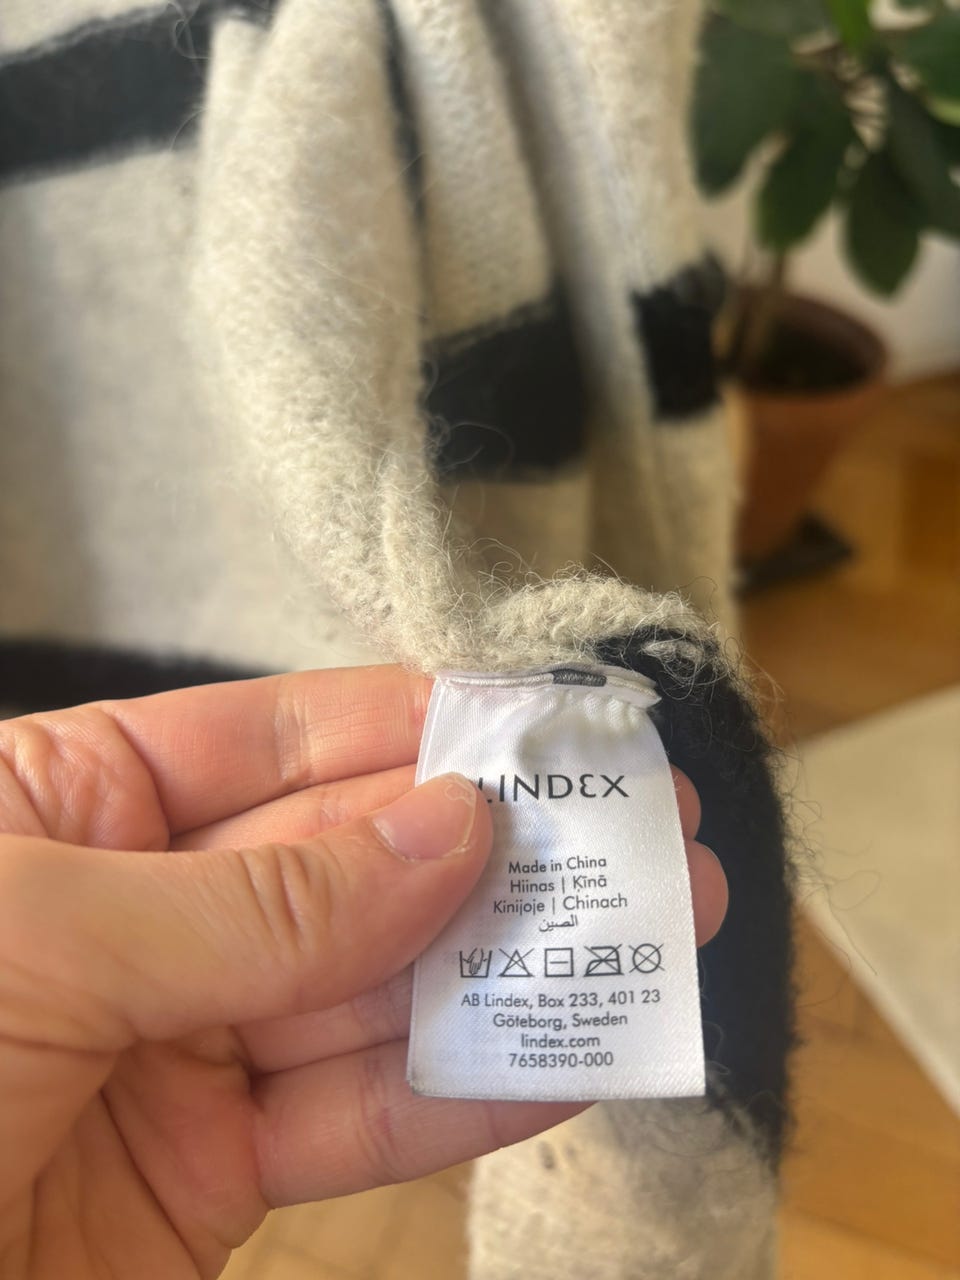 LINDEX
Made in China
Hiinas | Ķīnā
Kinijoje | Chinach
الصين
AB Lindex, Box 233, 401 23
Göteborg, Sweden
lindex.com
7658390-000